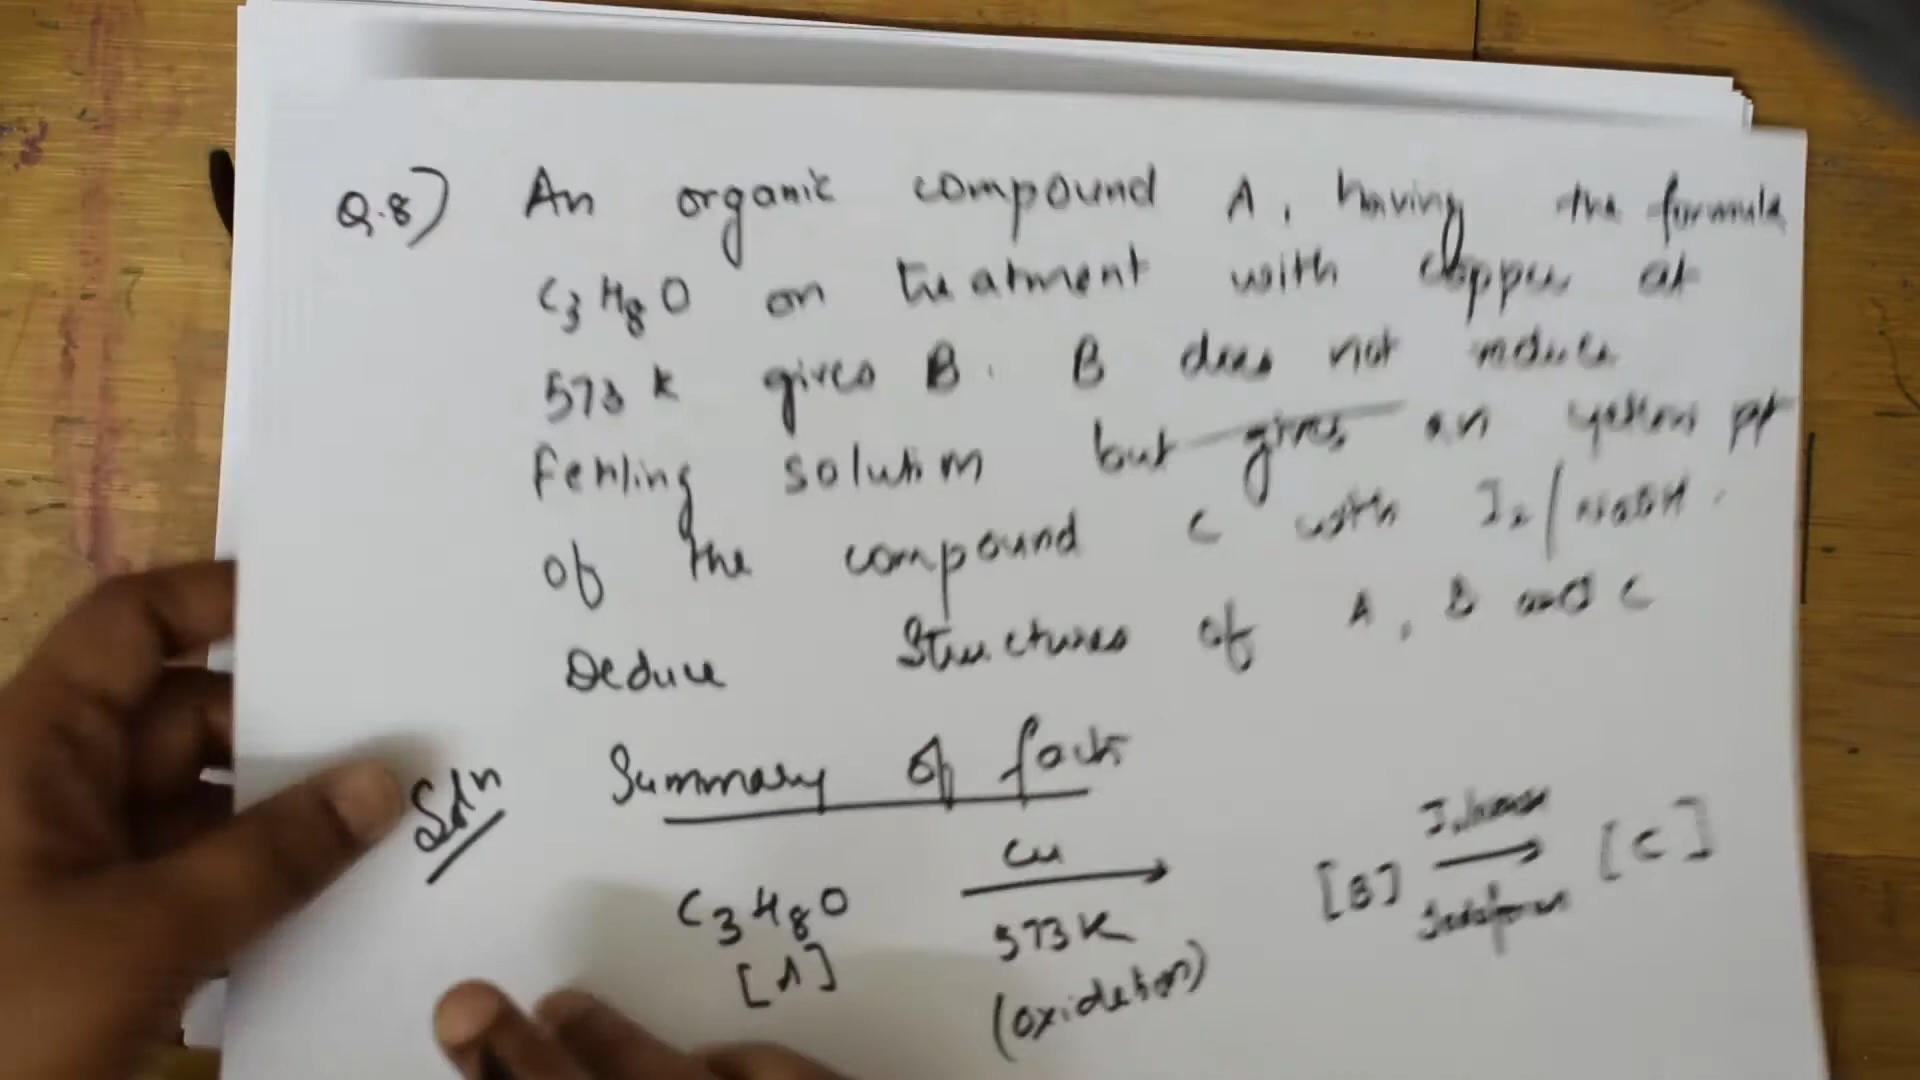 Q.8) An organic compound A, having the formula
C3H8O on treatment with copper at
573 K gives B. B does not reduce
Fehling solution but gives an yellow ppt
of the compound C with I2/NaOH.
Deduce Structures of A, B and C
Soln Summary of facts
C3H8O Cu [B] [C]
[A] 573K
(oxidation)